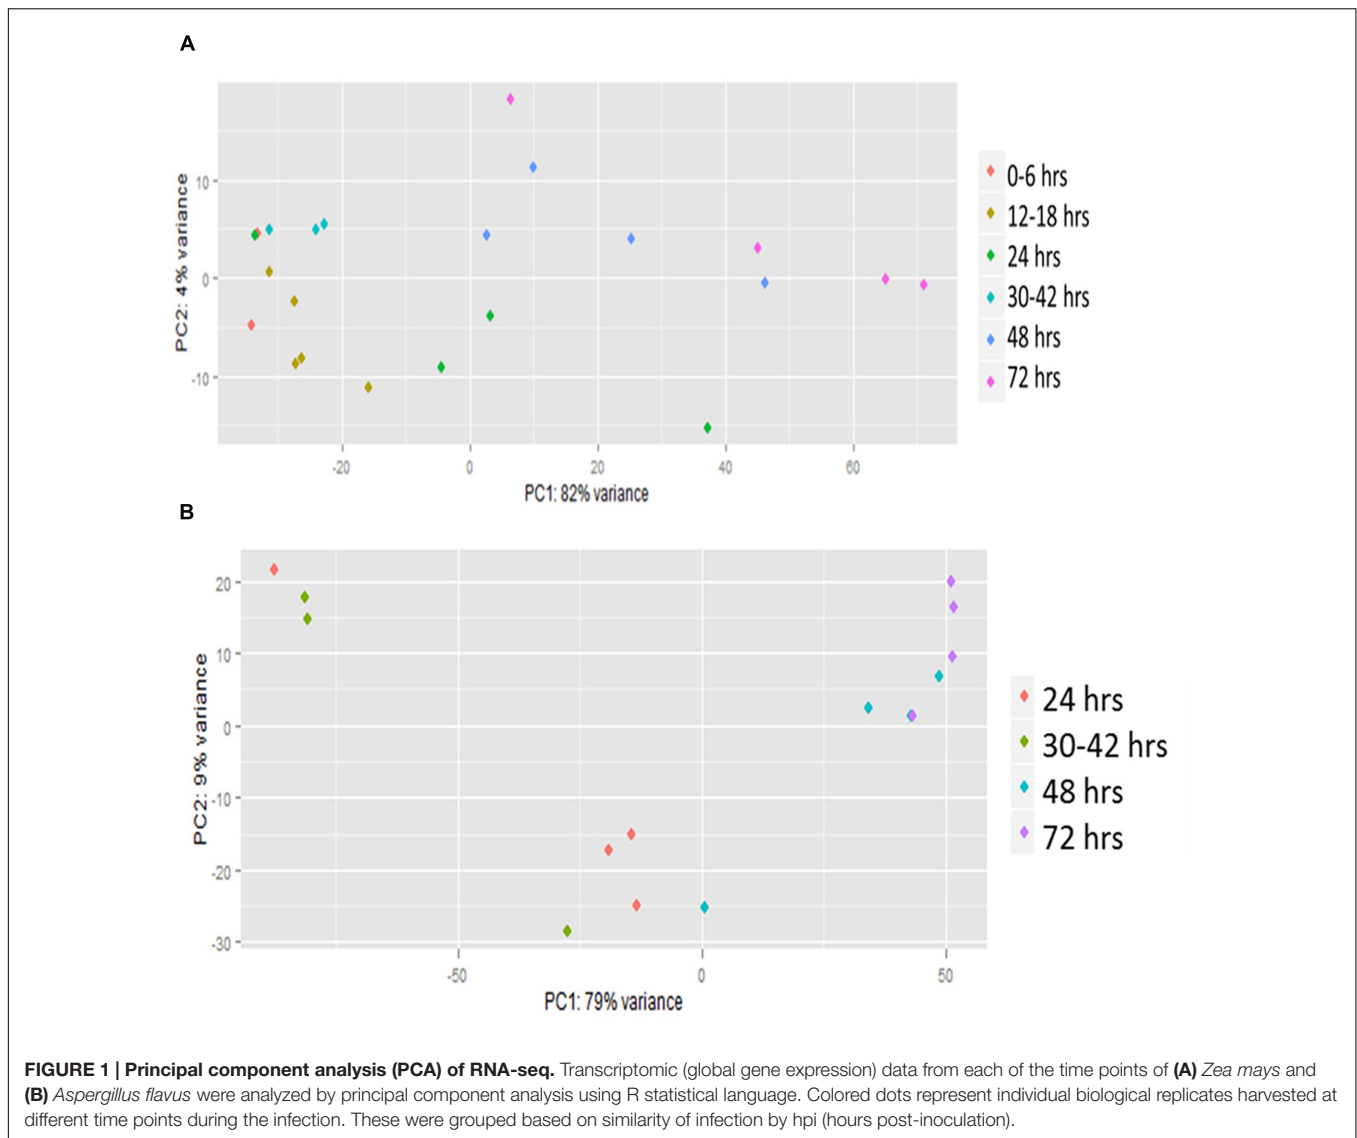 A
PC2: 4% variance
10
0
-10
-20
0
20
40
60
PC1: 82% variance
0-6 hrs
12-18 hrs
24 hrs
30-42 hrs
48 hrs
72 hrs
B
PC2: 9% variance
20
10
0
-10
-20
-30
-50
0
50
PC1: 79% variance
24 hrs
30-42 hrs
48 hrs
72 hrs
FIGURE 1 | Principal component analysis (PCA) of RNA-seq. Transcriptomic (global gene expression) data from each of the time points of (A) Zea mays and
(B) Aspergillus flavus were analyzed by principal component analysis using R statistical language. Colored dots represent individual biological replicates harvested at
different time points during the infection. These were grouped based on similarity of infection by hpi (hours post-inoculation).